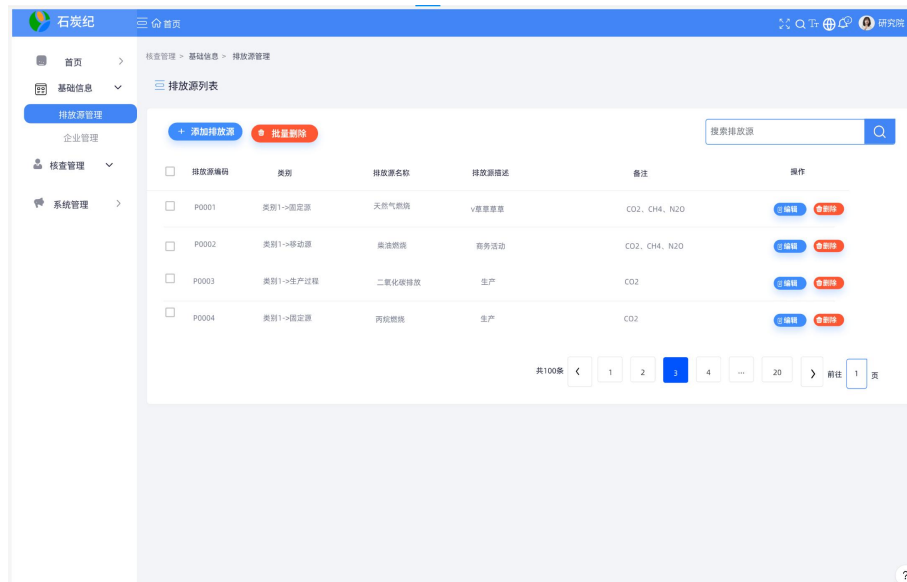 石炭纪 首页 研究院
首页
基础信息
排放源管理
企业管理
核查管理
系统管理
核查管理 > 基础信息 > 排放源管理
排放源列表
+ 添加排放源 批量删除 搜索排放源
排放源编码 类别 排放源名称 排放源描述 备注 操作
P0001 类别1->固定源 天然气燃烧 v草草草草 CO2、CH4、N2O 编辑 删除
P0002 类别1->移动源 柴油燃烧 商务活动 CO2、CH4、N2O 编辑 删除
P0003 类别1->生产过程 二氧化碳排放 生产 CO2 编辑 删除
P0004 类别1->固定源 丙烷燃烧 生产 CO2 编辑 删除
共100条 1 2 3 4 ... 20 前往 1 页
?